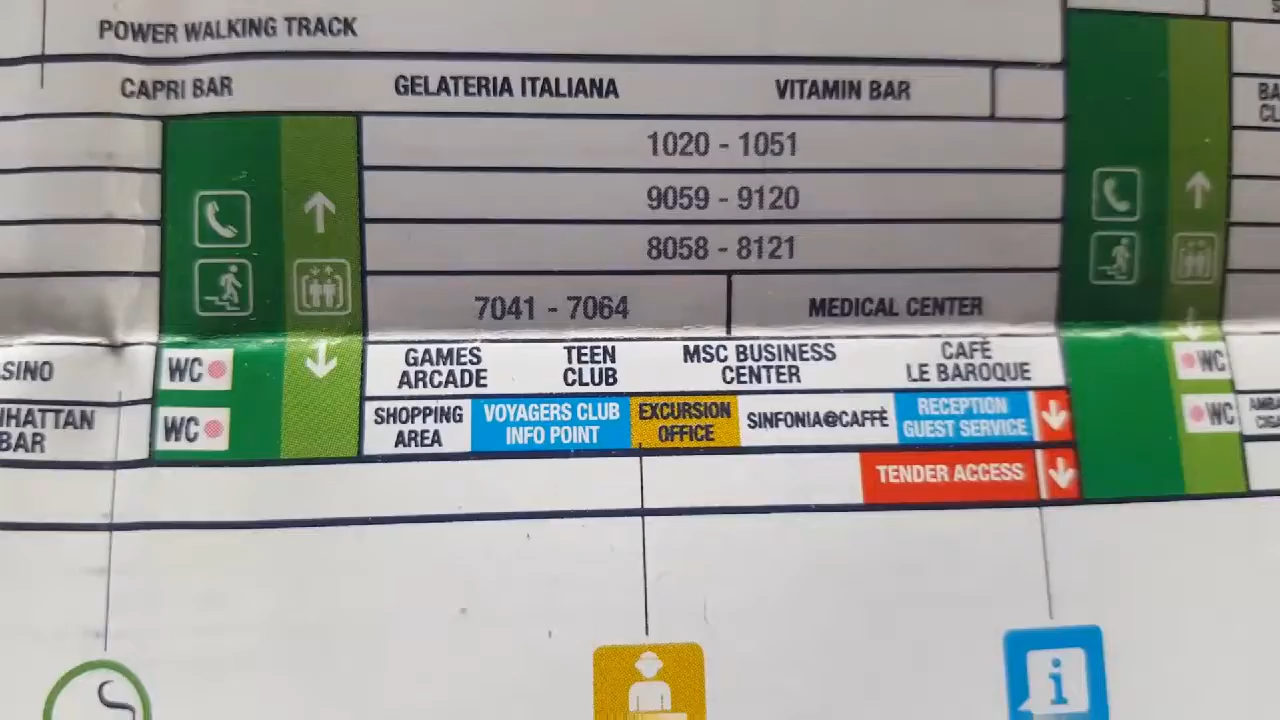 POWER WALKING TRACK
CAPRI BAR GELATERIA ITALIANA VITAMIN BAR
1020 - 1051
9059 - 9120
8058 - 8121
7041 - 7064 MEDICAL CENTER
WC GAMES ARCADE TEEN CLUB MSC BUSINESS CENTER CAFÉ LE BAROQUE WC
BAR WC SHOPPING AREA VOYAGERS CLUB INFO POINT EXCURSION OFFICE SINFONIA@CAFFÈ RECEPTION GUEST SERVICE WC
TENDER ACCESS
i